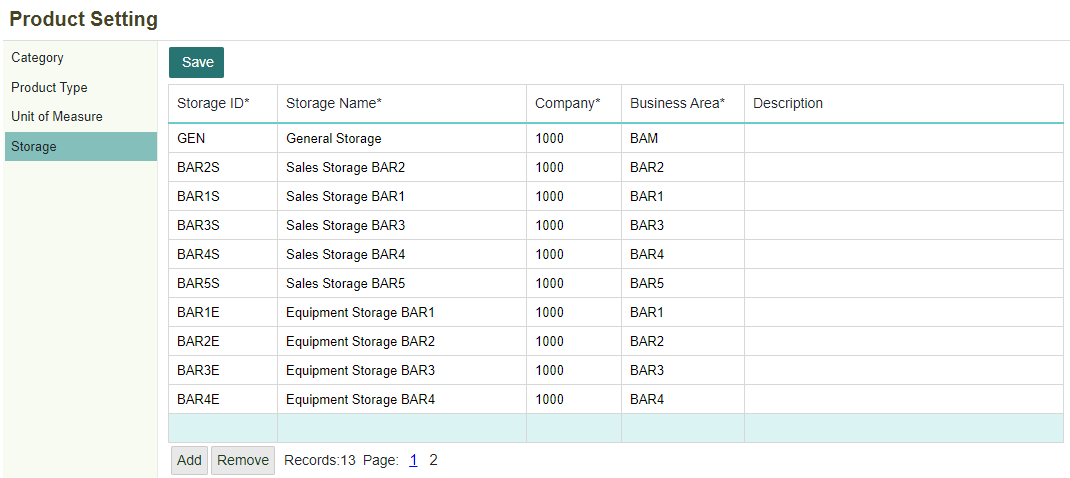 Product Setting
Category
Product Type
Unit of Measure
Storage
Save
Storage ID* Storage Name* Company* Business Area* Description
GEN General Storage 1000 BAM
BAR2S Sales Storage BAR2 1000 BAR2
BAR1S Sales Storage BAR1 1000 BAR1
BAR3S Sales Storage BAR3 1000 BAR3
BAR4S Sales Storage BAR4 1000 BAR4
BAR5S Sales Storage BAR5 1000 BAR5
BAR1E Equipment Storage BAR1 1000 BAR1
BAR2E Equipment Storage BAR2 1000 BAR2
BAR3E Equipment Storage BAR3 1000 BAR3
BAR4E Equipment Storage BAR4 1000 BAR4
Add Remove Records:13 Page: 1 2